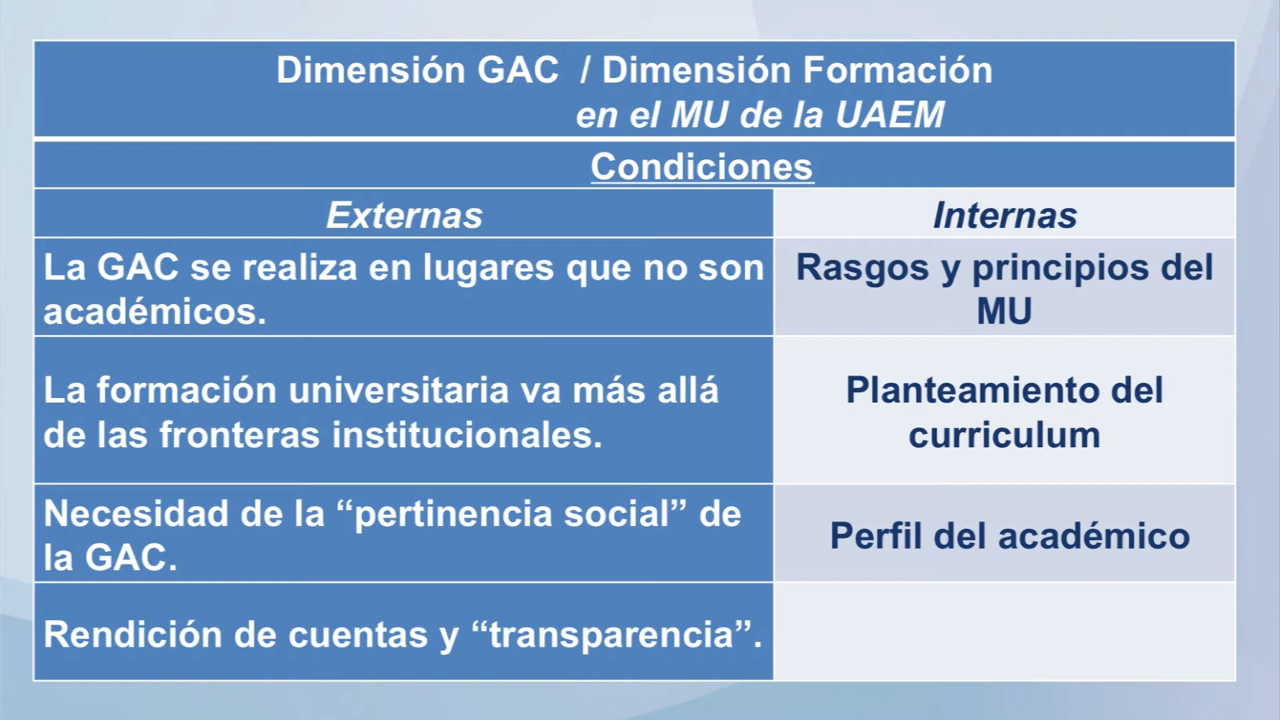 Dimensión GAC / Dimensión Formación
en el MU de la UAEM
Condiciones
Externas
Internas
La GAC se realiza en lugares que no son
académicos.
Rasgos y principios del
MU
La formación universitaria va más allá
de las fronteras institucionales.
Planteamiento del
curriculum
Necesidad de la “pertinencia social” de
la GAC.
Perfil del académico
Rendición de cuentas y “transparencia”.